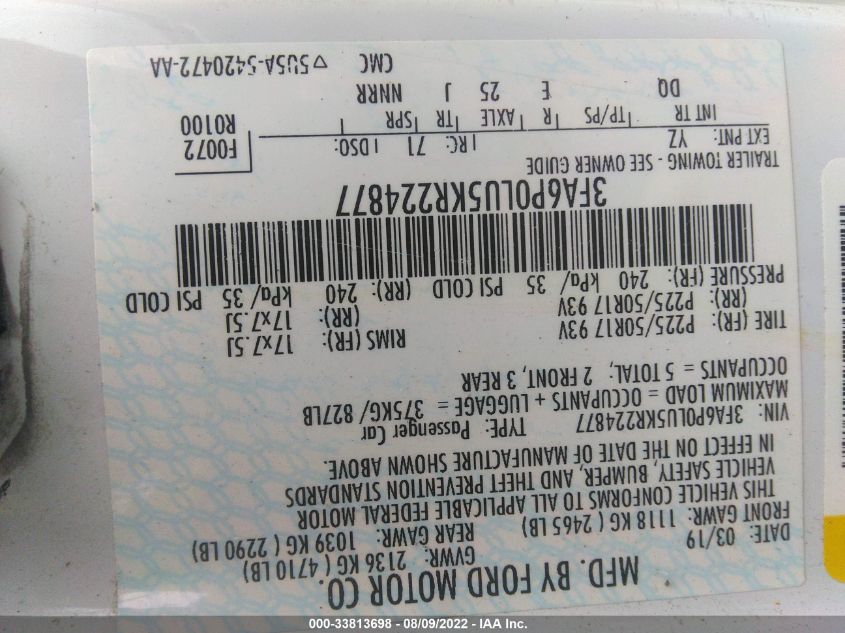 MFD. BY FORD MOTOR CO.
DATE: 03/19 GVWR: 2136 KG ( 4710 LB)
FRONT GAWR: 1118 KG ( 2465 LB) REAR GAWR: 1039 KG ( 2290 LB)
THIS VEHICLE CONFORMS TO ALL APPLICABLE FEDERAL MOTOR
VEHICLE SAFETY, BUMPER, AND THEFT PREVENTION STANDARDS
IN EFFECT ON THE DATE OF MANUFACTURE SHOWN ABOVE.
VIN: 3FA6P0LU5KR224877 TYPE: Passenger Car
MAXIMUM LOAD = OCCUPANTS + LUGGAGE = 375KG/ 827LB
OCCUPANTS = 5 TOTAL, 2 FRONT, 3 REAR
TIRE (FR): P225/50R17 93V RIMS (FR): 17x7.5J
(RR): P225/50R17 93V (RR): 17x7.5J
PRESSURE (FR): 240 kPa/ 35 PSI COLD (RR): 240 kPa/ 35 PSI COLD
3FA6P0LU5KR224877
TRAILER TOWING - SEE OWNER GUIDE
EXT PNT: YZ RC: 71 DSO: F0072
INT TR TP/PS R AXLE TR SPR R0100
DQ E 25 J NNRR
CMC ▽5U5A-5420472-AA
000-33813698 - 08/09/2022 - IAA Inc.